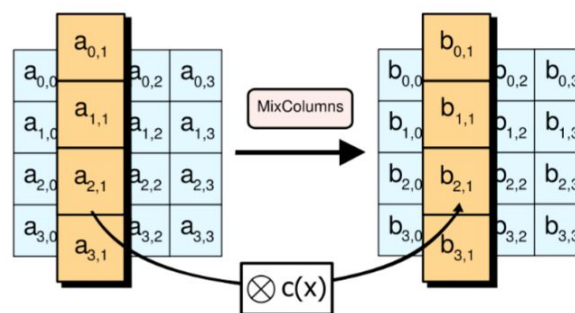 a0,0 a0,1 a0,2 a0,3
a1,0 a1,1 a1,2 a1,3
a2,0 a2,1 a2,2 a2,3
a3,0 a3,1 a3,2 a3,3
MixColumns
b0,0 b0,1 b0,2 b0,3
b1,0 b1,1 b1,2 b1,3
b2,0 b2,1 b2,2 b2,3
b3,0 b3,1 b3,2 b3,3
⊗ c(x)